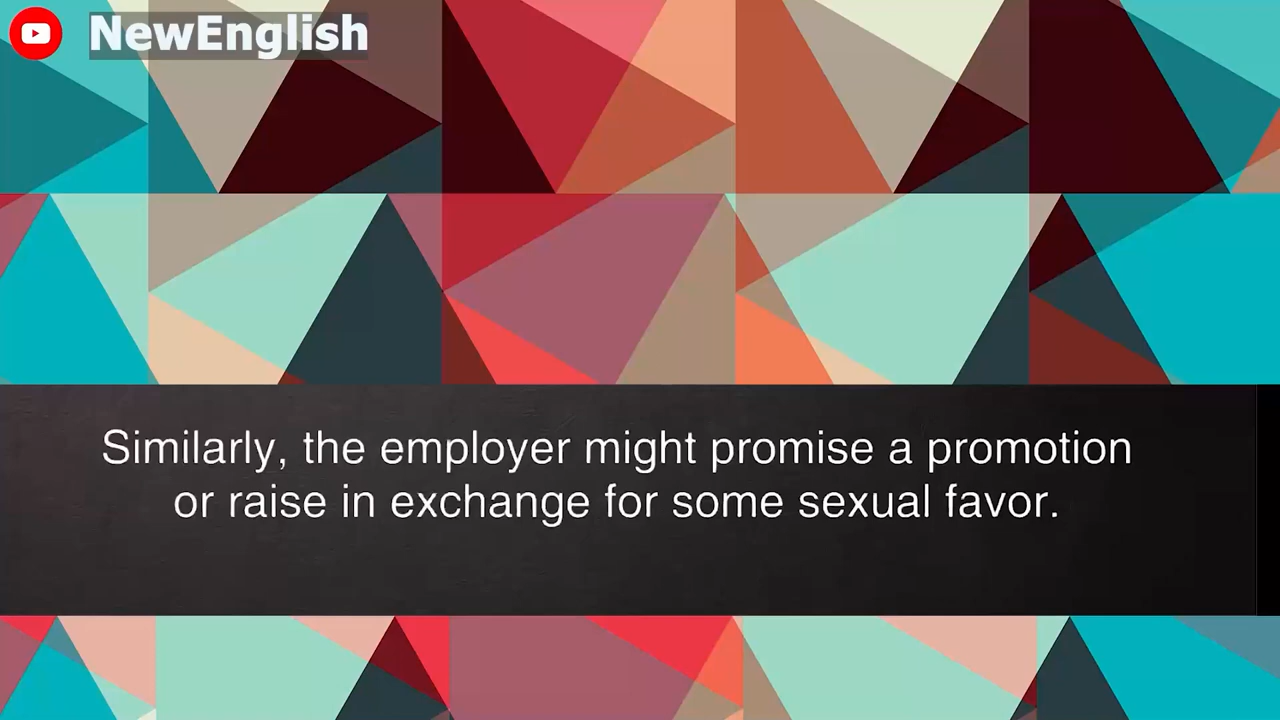 NewEnglish
Similarly, the employer might promise a promotion
or raise in exchange for some sexual favor.